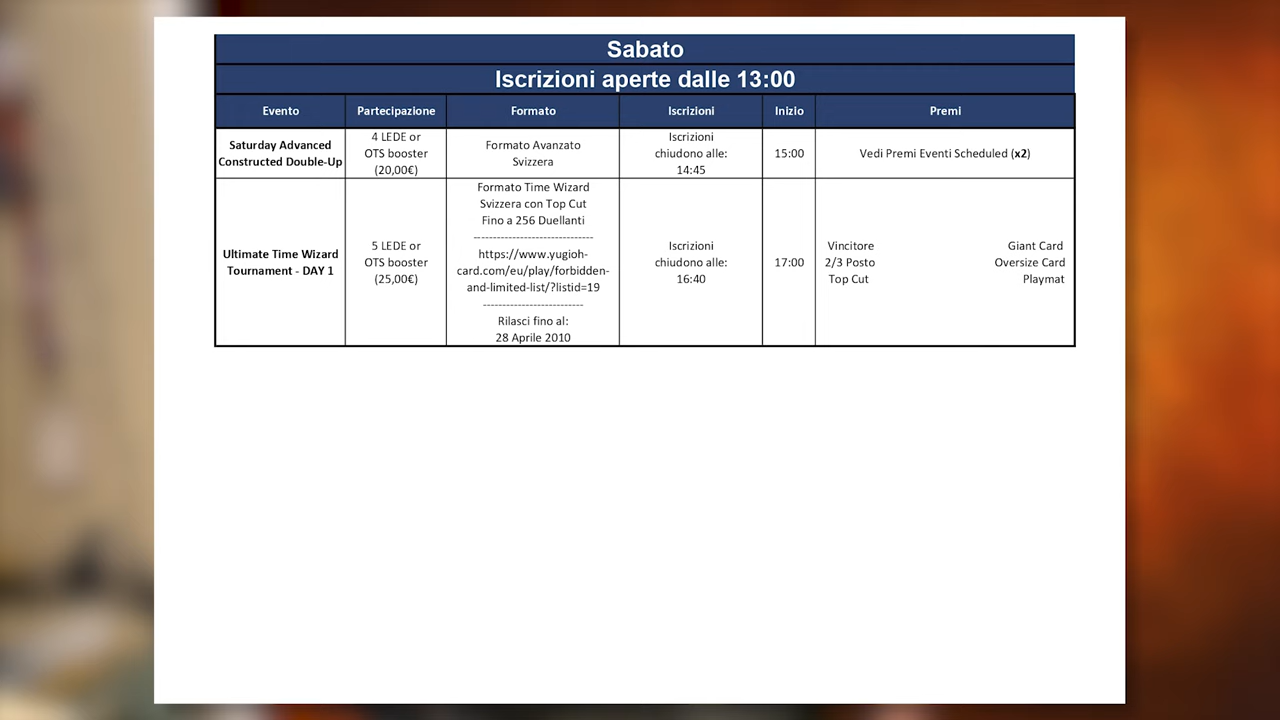 Sabato
Iscrizioni aperte dalle 13:00
Evento
Partecipazione
Formato
Iscrizioni
Inizio
Premi
Saturday Advanced
Constructed Double-Up
4 LEDE or
OTS booster
(20,00€)
Formato Avanzato
Svizzera
Iscrizioni
chiudono alle:
14:45
15:00
Vedi Premi Eventi Scheduled (x2)
Ultimate Time Wizard
Tournament - DAY 1
5 LEDE or
OTS booster
(25,00€)
Formato Time Wizard
Svizzera con Top Cut
Fino a 256 Duellanti
------------------------------
https://www.yugioh-
card.com/eu/play/forbidden-
and-limited-list/?listid=19
-------------------------
Rilasci fino al:
28 Aprile 2010
Iscrizioni
chiudono alle:
16:40
17:00
Vincitore Giant Card
2/3 Posto Oversize Card
Top Cut Playmat